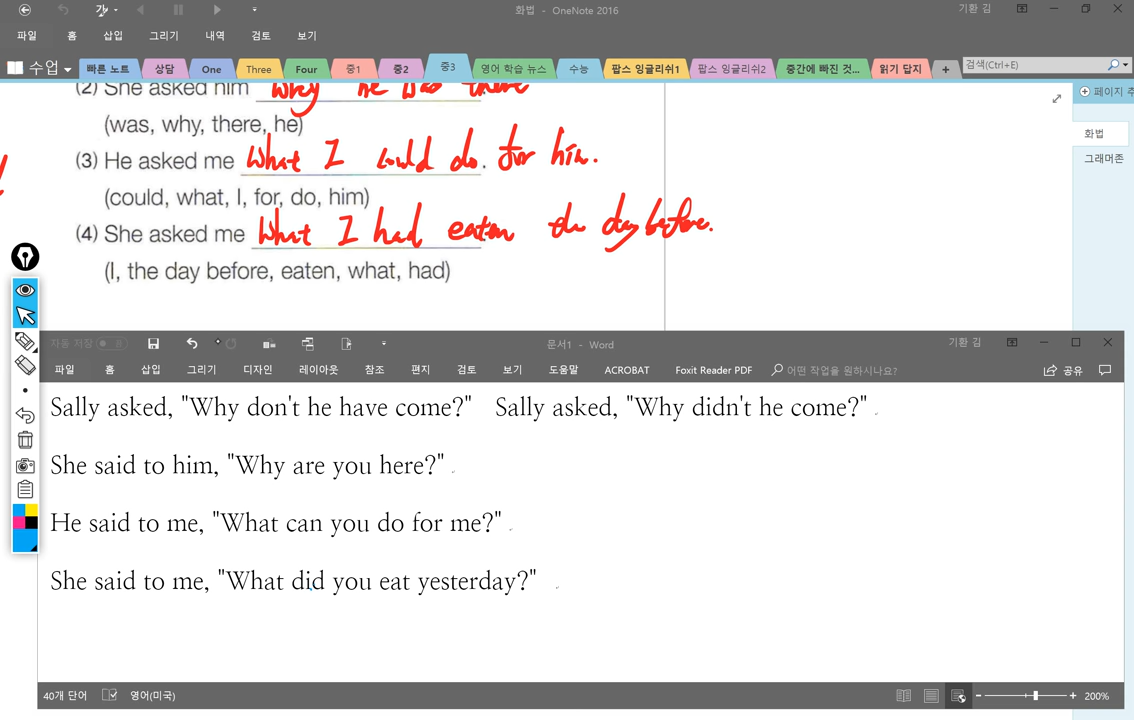 화법 - OneNote 2016
기환 김
파일 홈 삽입 그리기 내역 검토 보기
수업 빠른 노트 상담 One Three Four 중1 중2 중3 영어 학습 뉴스 수능 팝스 잉글리쉬1 팝스 잉글리쉬2 중간에 빠진 것... 읽기 답지 + 검색(Ctrl+E)
(2) She asked him why he was there
(was, why, there, he)
(3) He asked me what I could do. for him.
(could, what, I, for, do, him)
(4) She asked me what I had eaten the day before.
(I, the day before, eaten, what, had)
페이지 추
화법
그래머존
자동 저장 문서1 - Word 기환 김
파일 홈 삽입 그리기 디자인 레이아웃 참조 편지 검토 보기 도움말 ACROBAT Foxit Reader PDF 어떤 작업을 원하시나요? 공유
Sally asked, "Why don't he have come?" Sally asked, "Why didn't he come?"
She said to him, "Why are you here?"
He said to me, "What can you do for me?"
She said to me, "What did you eat yesterday?"
40개 단어 영어(미국) 200%